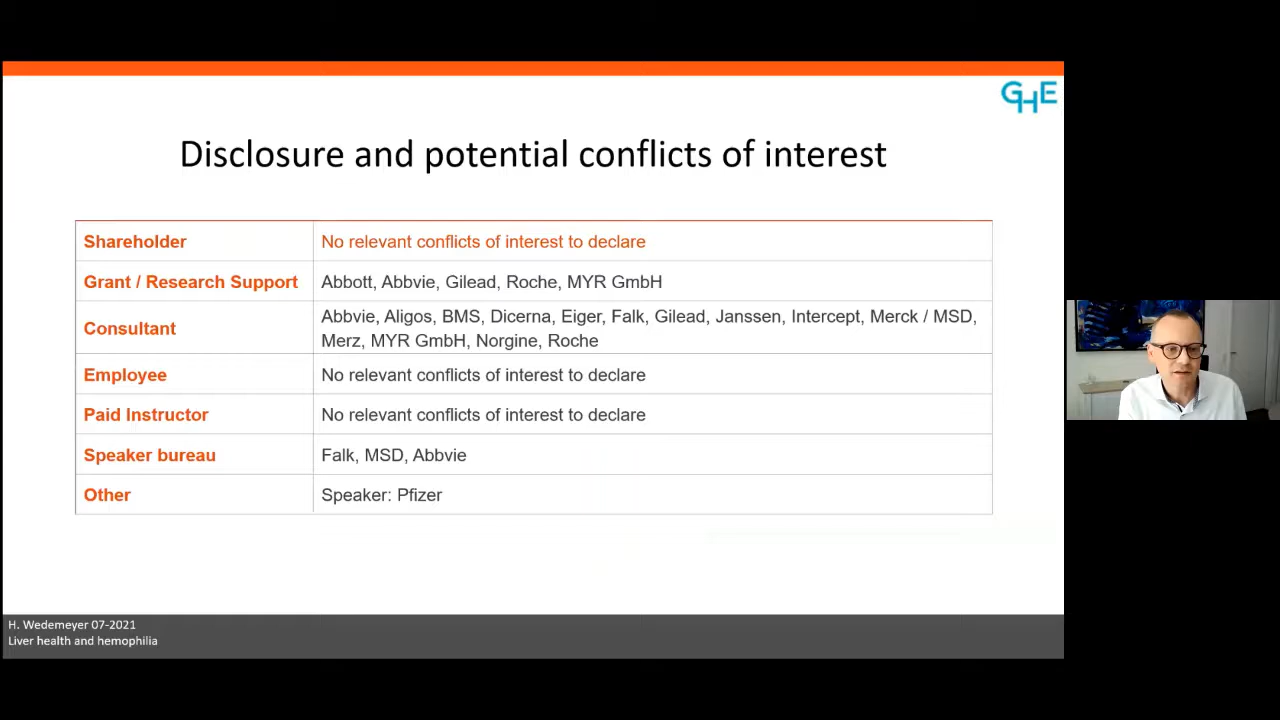 GHE
Disclosure and potential conflicts of interest
Shareholder No relevant conflicts of interest to declare
Grant / Research Support Abbott, Abbvie, Gilead, Roche, MYR GmbH
Consultant Abbvie, Aligos, BMS, Dicerna, Eiger, Falk, Gilead, Janssen, Intercept, Merck / MSD,
Merz, MYR GmbH, Norgine, Roche
Employee No relevant conflicts of interest to declare
Paid Instructor No relevant conflicts of interest to declare
Speaker bureau Falk, MSD, Abbvie
Other Speaker: Pfizer
H. Wedemeyer 07-2021
Liver health and hemophilia